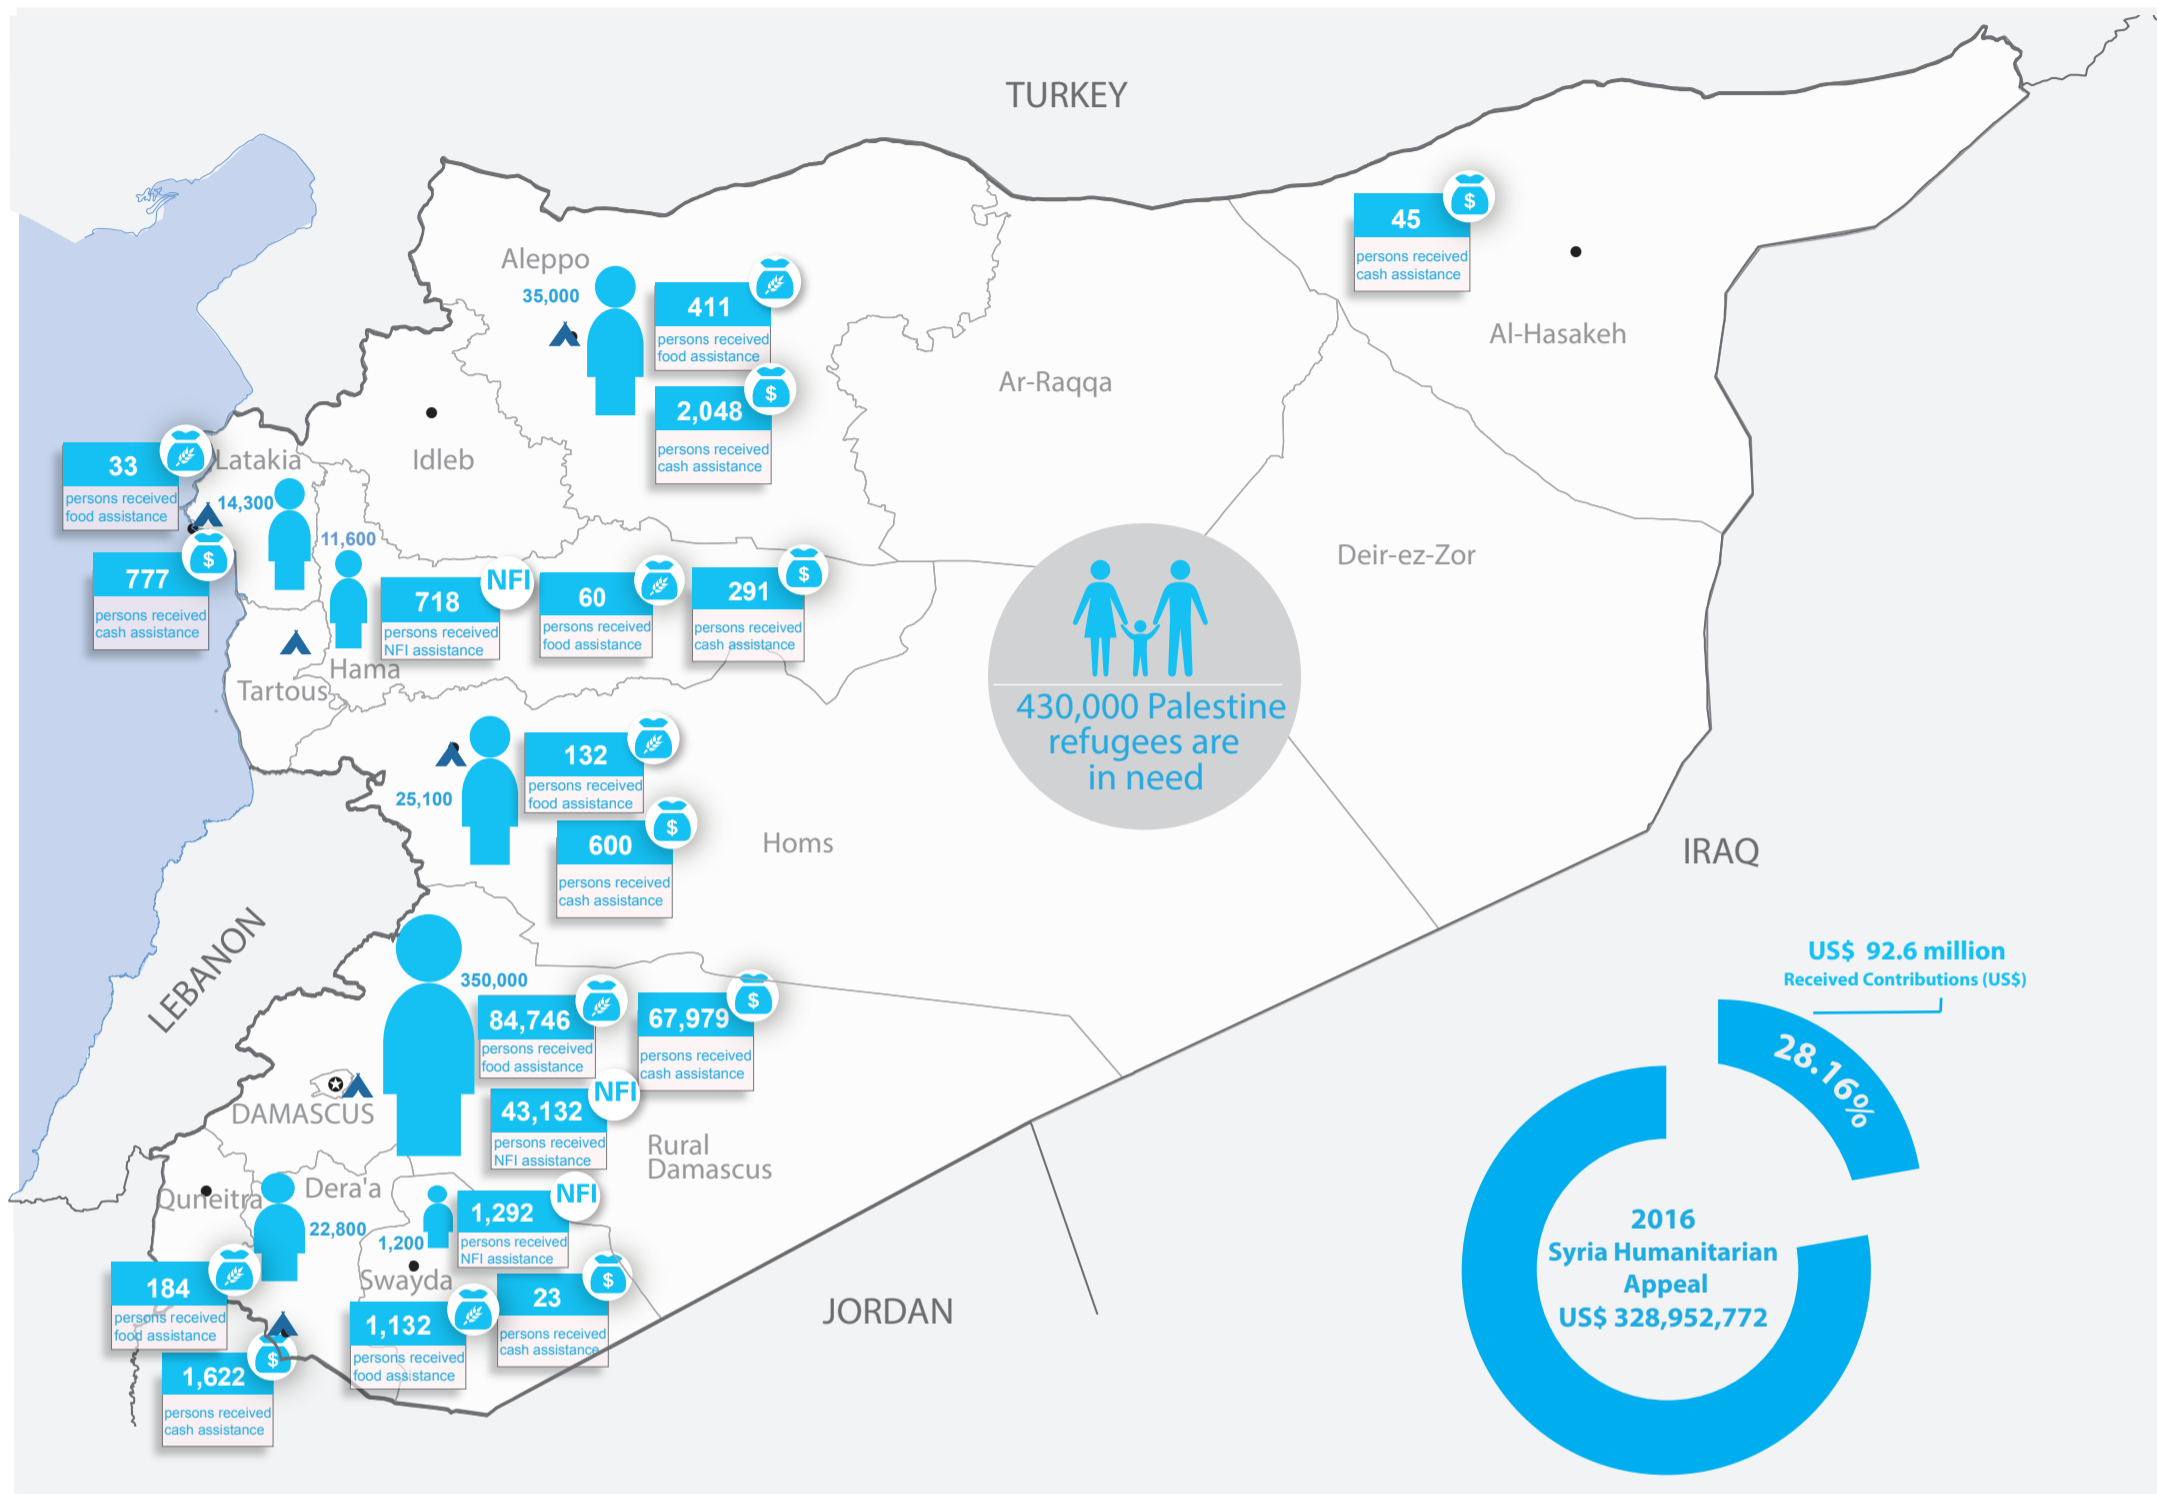 TURKEY
45
persons received
cash assistance
Al-Hasakeh
Aleppo
35,000
411
persons received
food assistance
2,048
persons received
cash assistance
Ar-Raqqa
Idleb
33
persons received
food assistance
Latakia
14,300
777
persons received
cash assistance
11,600
718
NFI
persons received
NFI assistance
60
persons received
food assistance
291
persons received
cash assistance
Hama
Tartous
Deir-ez-Zor
430,000 Palestine
refugees are
in need
132
persons received
food assistance
25,100
600
persons received
cash assistance
Homs
IRAQ
LEBANON
350,000
84,746
persons received
food assistance
67,979
persons received
cash assistance
NFI
43,132
persons received
NFI assistance
DAMASCUS
Rural
Damascus
Quneitra
Dera'a
22,800
1,200
NFI
1,292
persons received
NFI assistance
Swayda
184
persons received
food assistance
23
persons received
cash assistance
1,132
persons received
food assistance
1,622
persons received
cash assistance
JORDAN
US$ 92.6 million
Received Contributions (US$)
28.16%
2016
Syria Humanitarian
Appeal
US$ 328,952,772
$
$
$
$
$
$
$
$